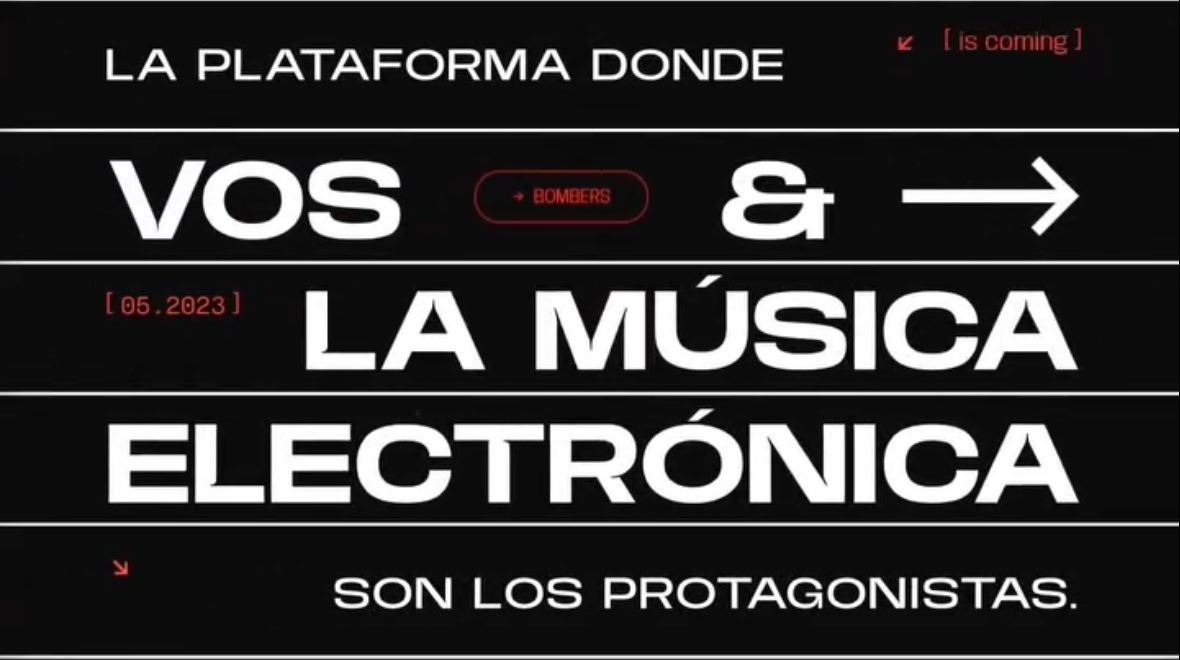 LA PLATAFORMA DONDE
↙ [ is coming ]
VOS → BOMBERS & →
[ 05.2023 ] LA MÚSICA
ELECTRÓNICA
↘ SON LOS PROTAGONISTAS.